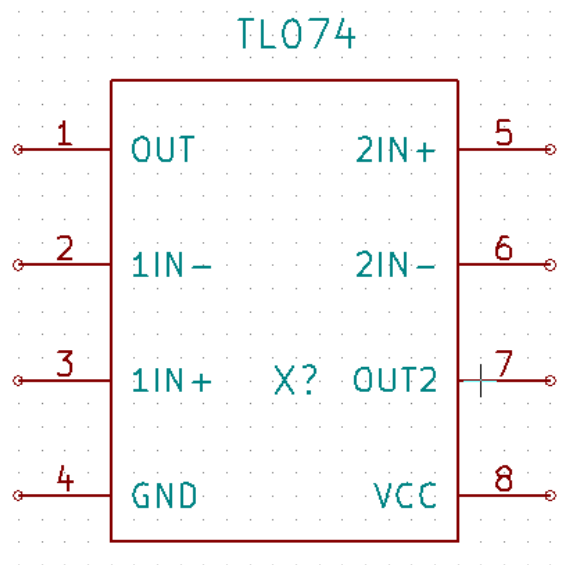 TL074
1 OUT 2IN+ 5
2 1IN- 2IN- 6
3 1IN+ X? OUT2 7
4 GND VCC 8